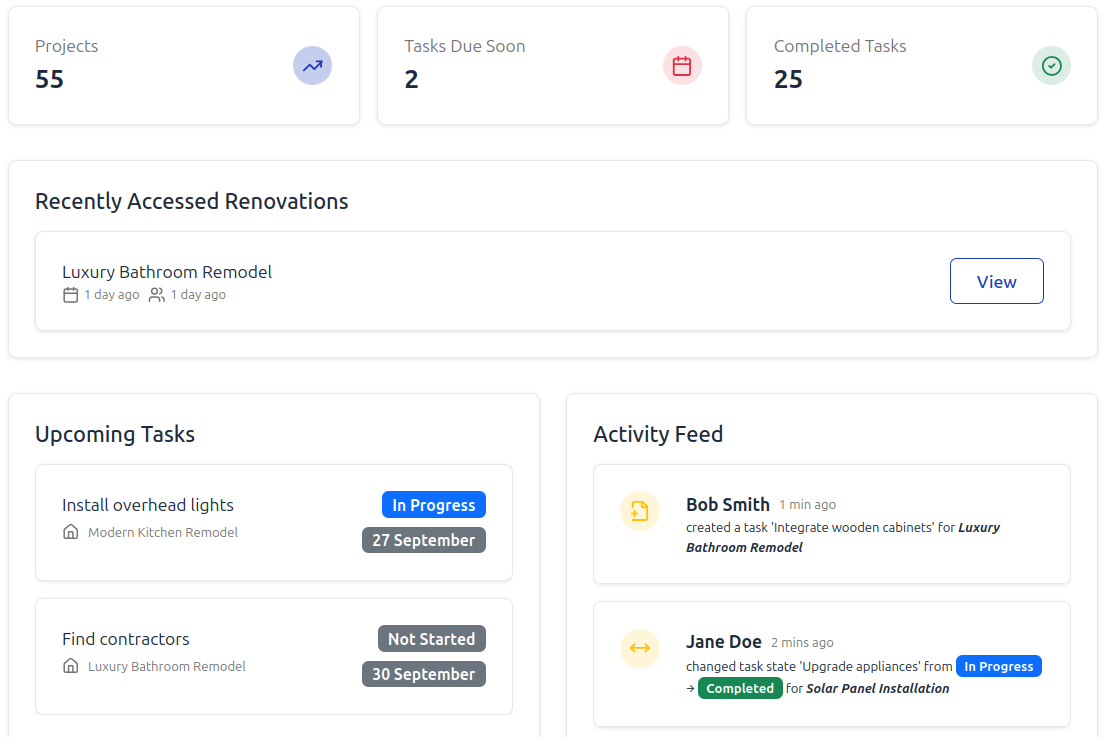 Projects
55
Tasks Due Soon
2
Completed Tasks
25
Recently Accessed Renovations
Luxury Bathroom Remodel
1 day ago 1 day ago
View
Upcoming Tasks
Install overhead lights
Modern Kitchen Remodel
In Progress
27 September
Find contractors
Luxury Bathroom Remodel
Not Started
30 September
Activity Feed
Bob Smith 1 min ago
created a task 'Integrate wooden cabinets' for Luxury
Bathroom Remodel
Jane Doe 2 mins ago
changed task state 'Upgrade appliances' from In Progress
→ Completed for Solar Panel Installation